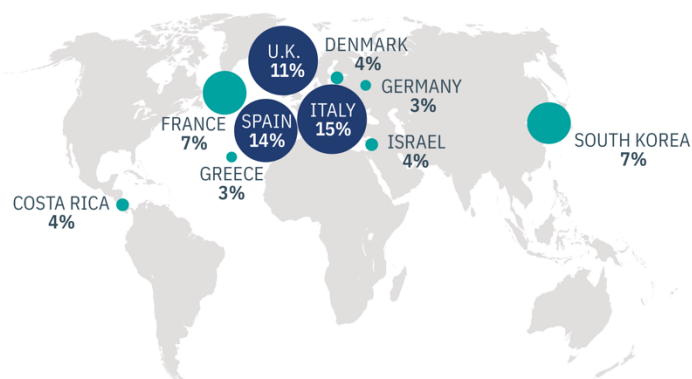 U.K.
11%
DENMARK
4%
GERMANY
3%
FRANCE
7%
SPAIN
14%
ITALY
15%
ISRAEL
4%
SOUTH KOREA
7%
GREECE
3%
COSTA RICA
4%